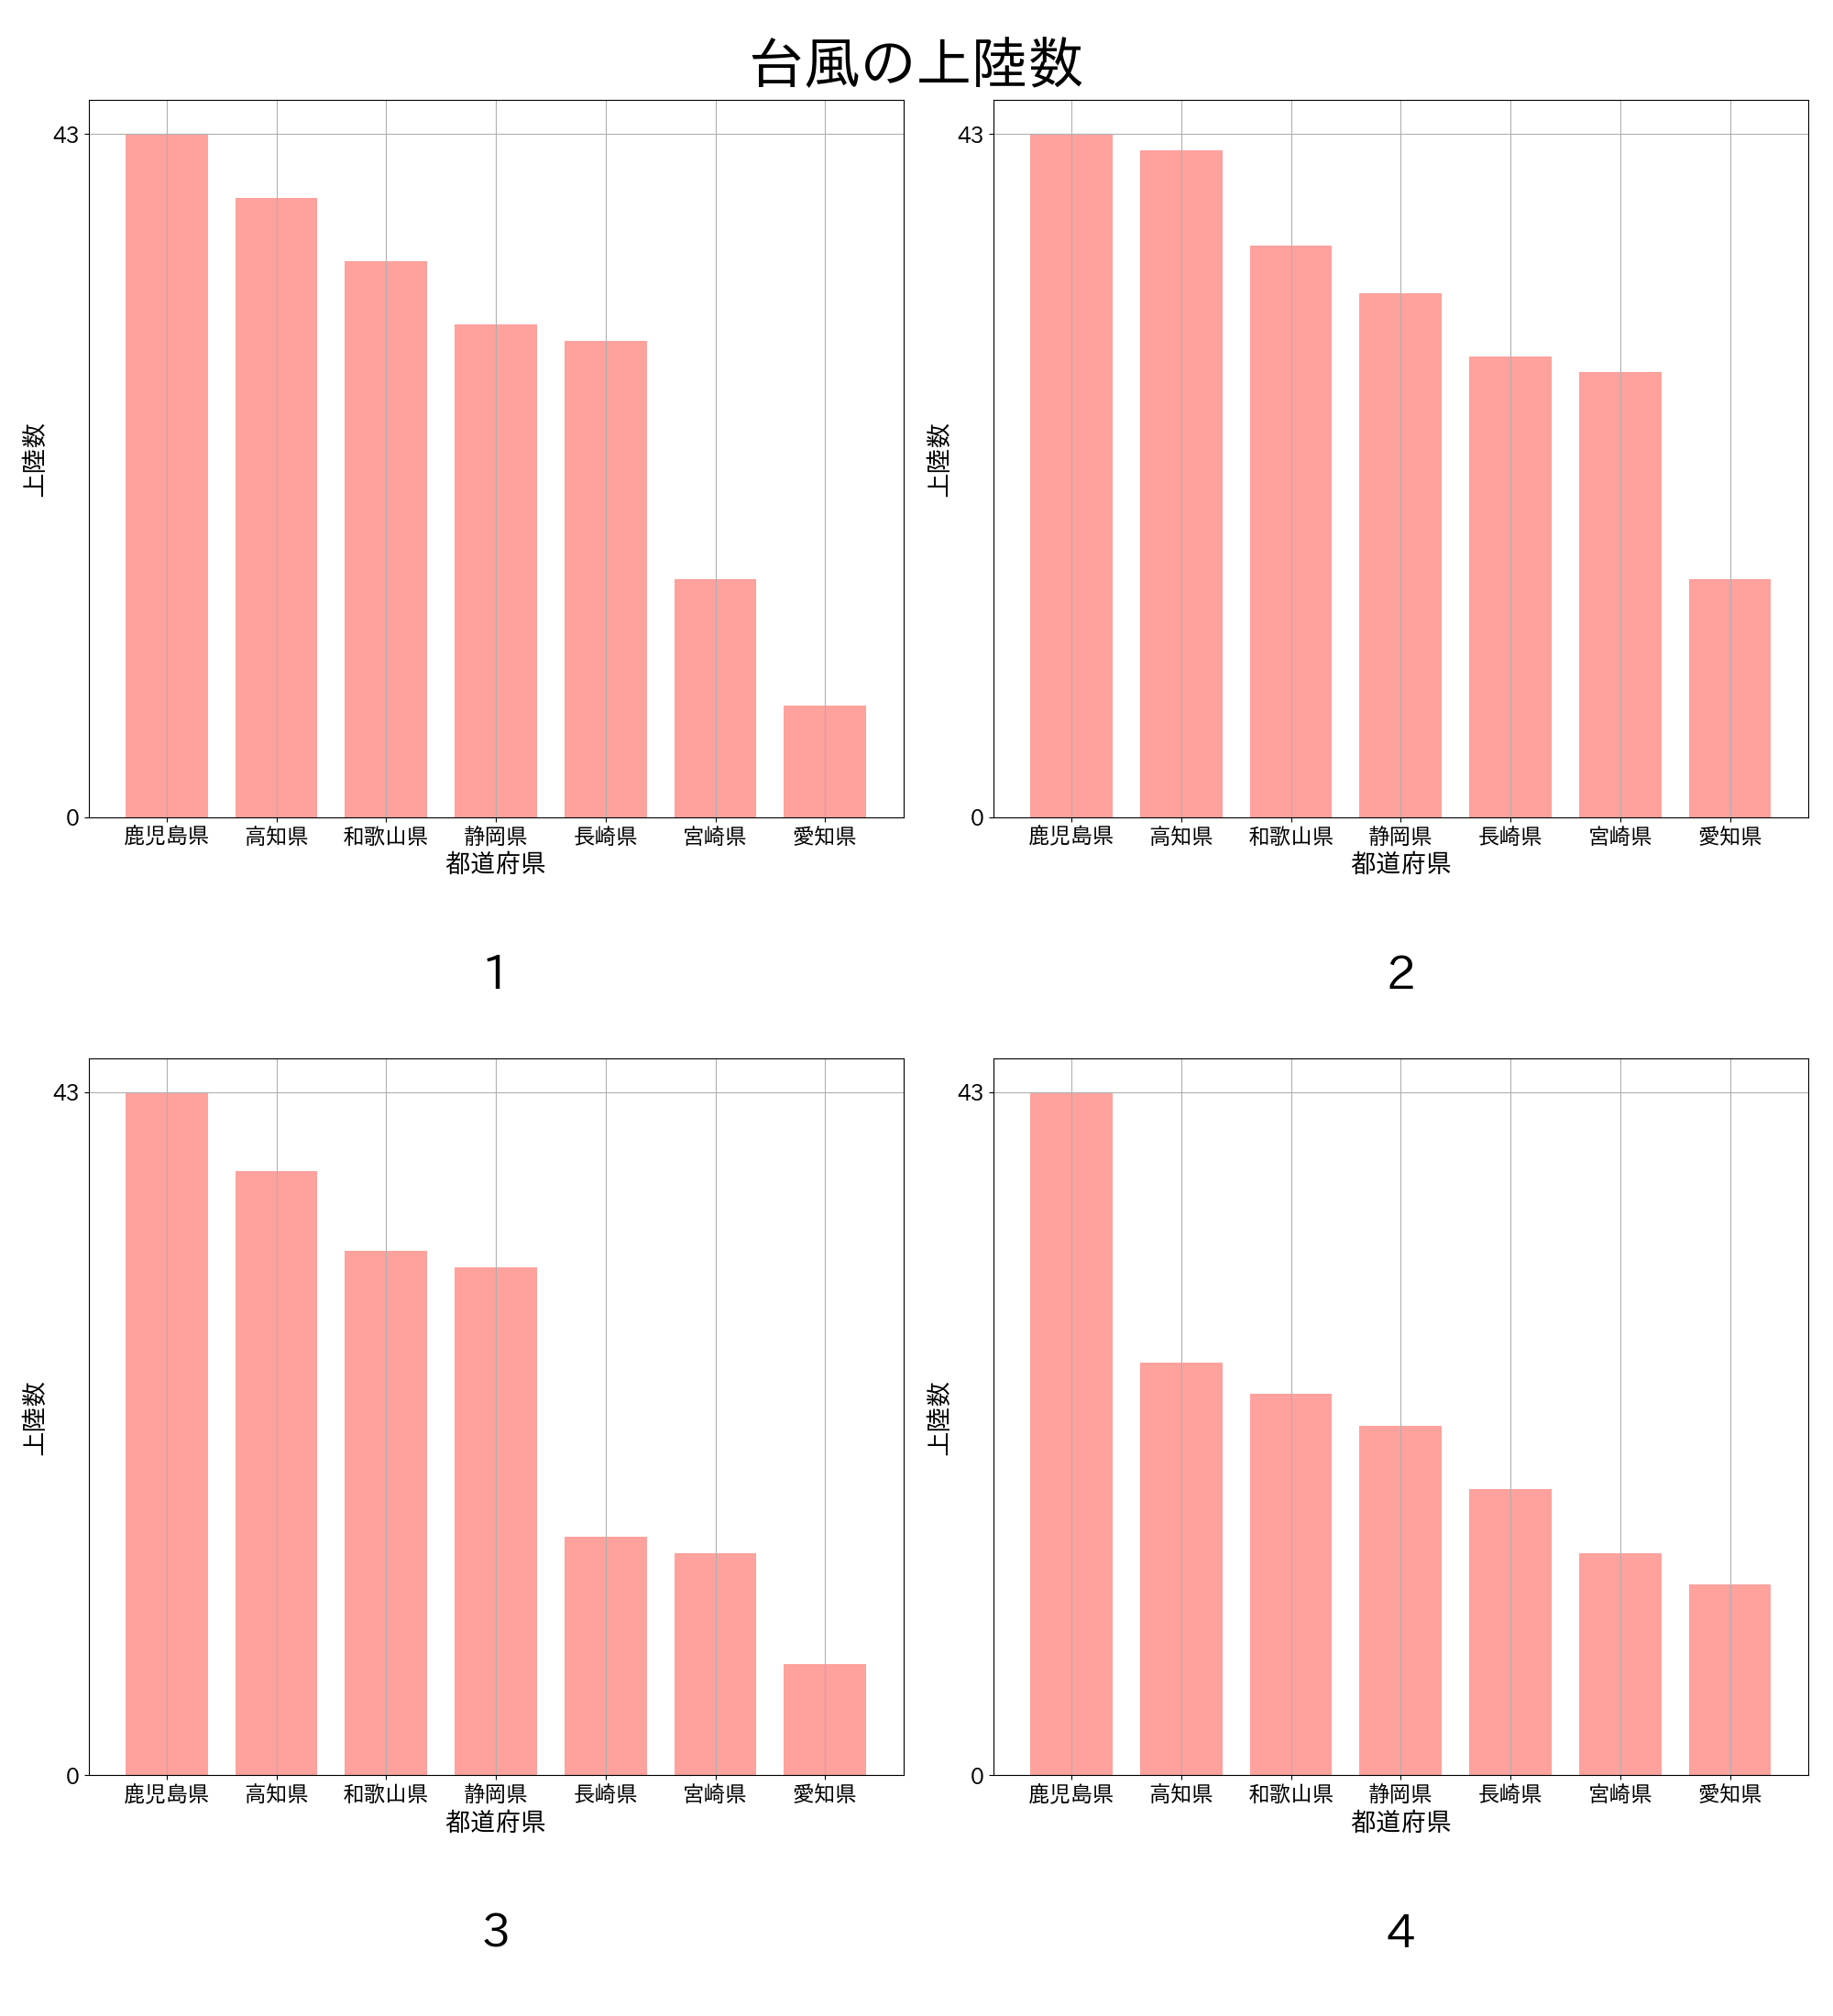 台風の上陸数
43
0
上陸数
鹿児島県 高知県 和歌山県 静岡県 長崎県 宮崎県 愛知県
都道府県
1
43
0
上陸数
鹿児島県 高知県 和歌山県 静岡県 長崎県 宮崎県 愛知県
都道府県
2
43
0
上陸数
鹿児島県 高知県 和歌山県 静岡県 長崎県 宮崎県 愛知県
都道府県
3
43
0
上陸数
鹿児島県 高知県 和歌山県 静岡県 長崎県 宮崎県 愛知県
都道府県
4